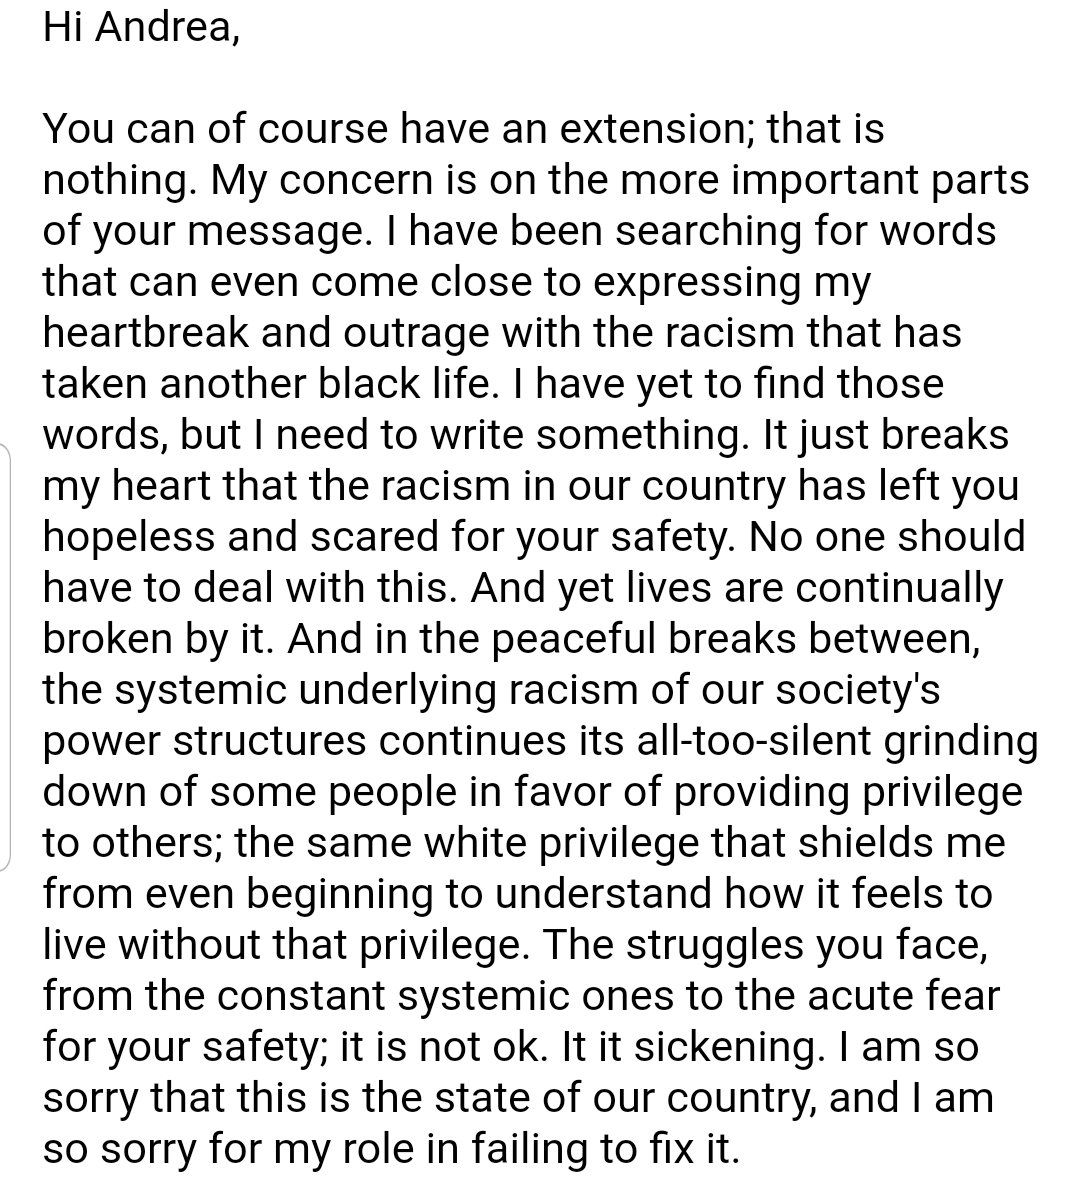 Hi Andrea,
You can of course have an extension; that is
nothing. My concern is on the more important parts
of your message. I have been searching for words
that can even come close to expressing my
heartbreak and outrage with the racism that has
taken another black life. I have yet to find those
words, but I need to write something. It just breaks
my heart that the racism in our country has left you
hopeless and scared for your safety. No one should
have to deal with this. And yet lives are continually
broken by it. And in the peaceful breaks between,
the systemic underlying racism of our society's
power structures continues its all-too-silent grinding
down of some people in favor of providing privilege
to others; the same white privilege that shields me
from even beginning to understand how it feels to
live without that privilege. The struggles you face,
from the constant systemic ones to the acute fear
for your safety; it is not ok. It it sickening. I am so
sorry that this is the state of our country, and I am
so sorry for my role in failing to fix it.